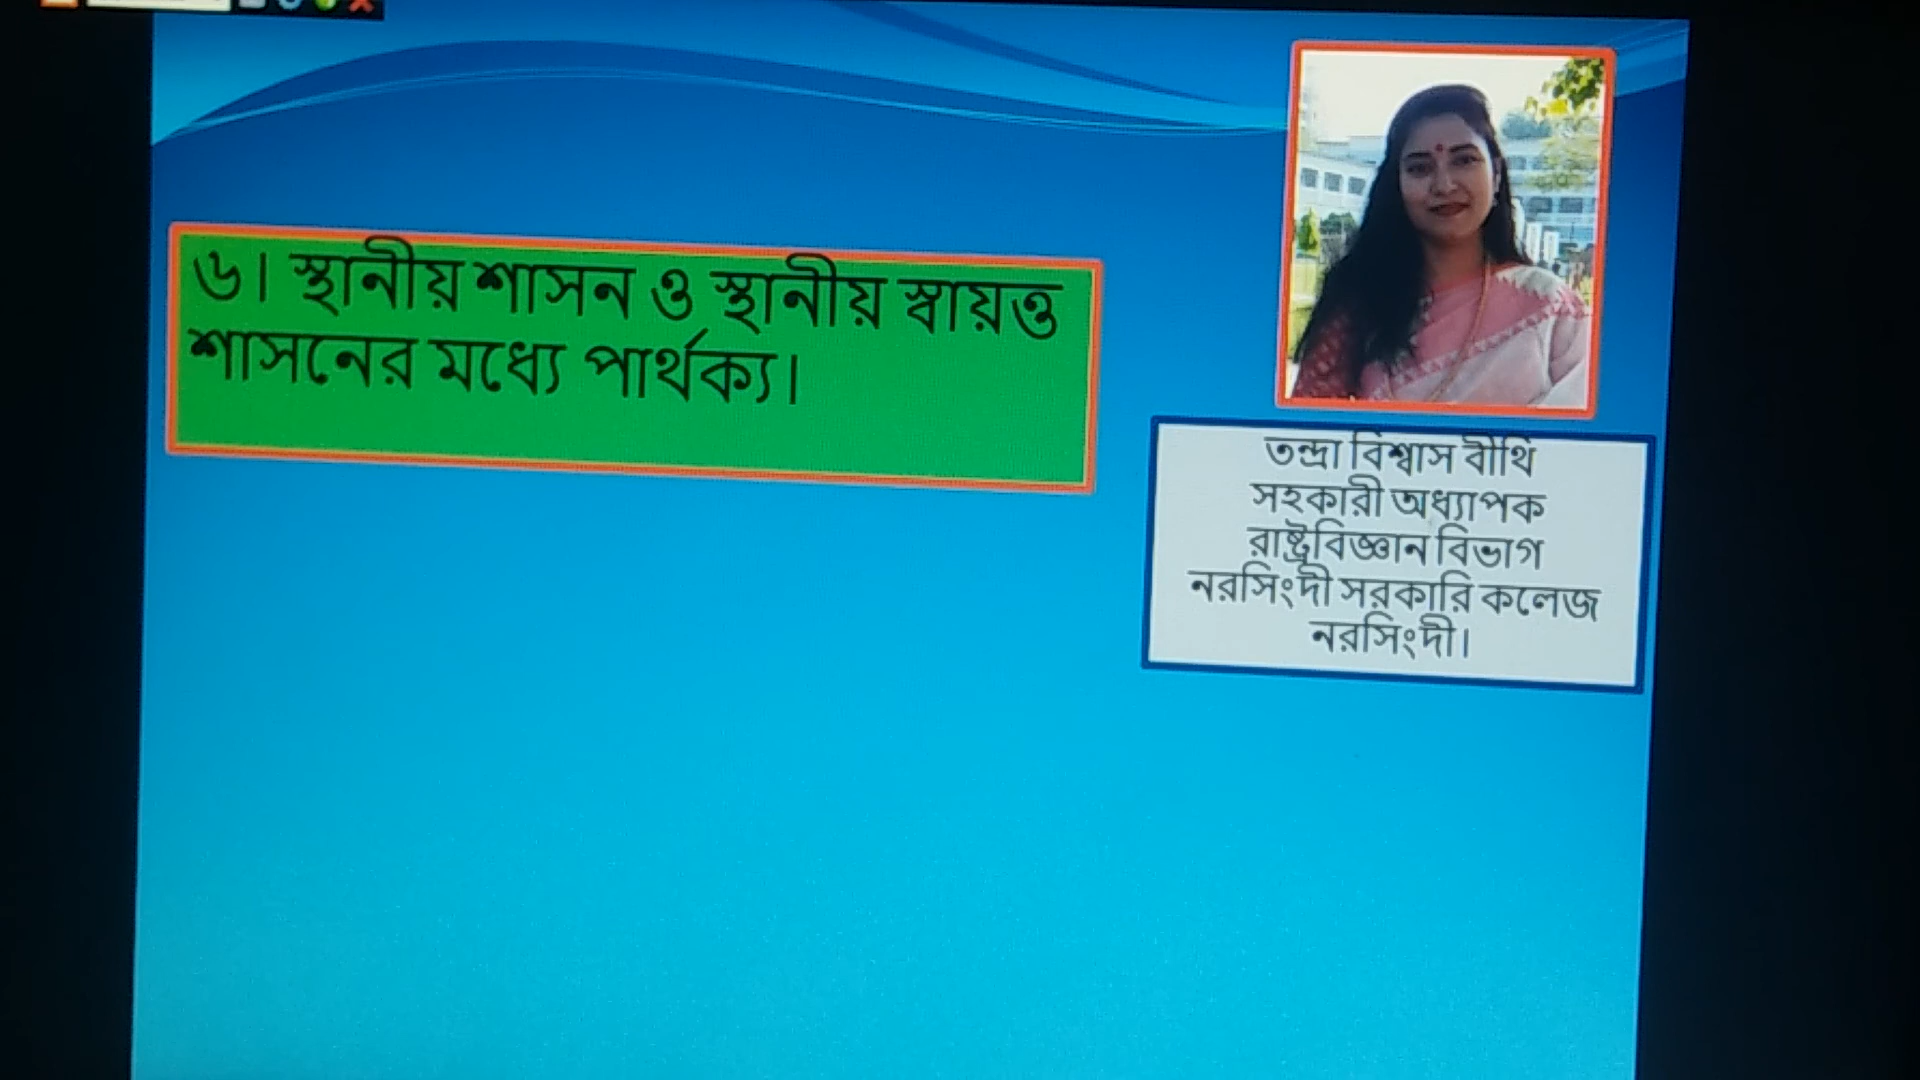 ৬। স্থানীয় শাসন ও স্থানীয় স্বায়ত্ত
শাসনের মধ্যে পার্থক্য।
তন্দ্রা বিশ্বাস বীথি
সহকারী অধ্যাপক
রাষ্ট্রবিজ্ঞান বিভাগ
নরসিংদী সরকারি কলেজ
নরসিংদী।